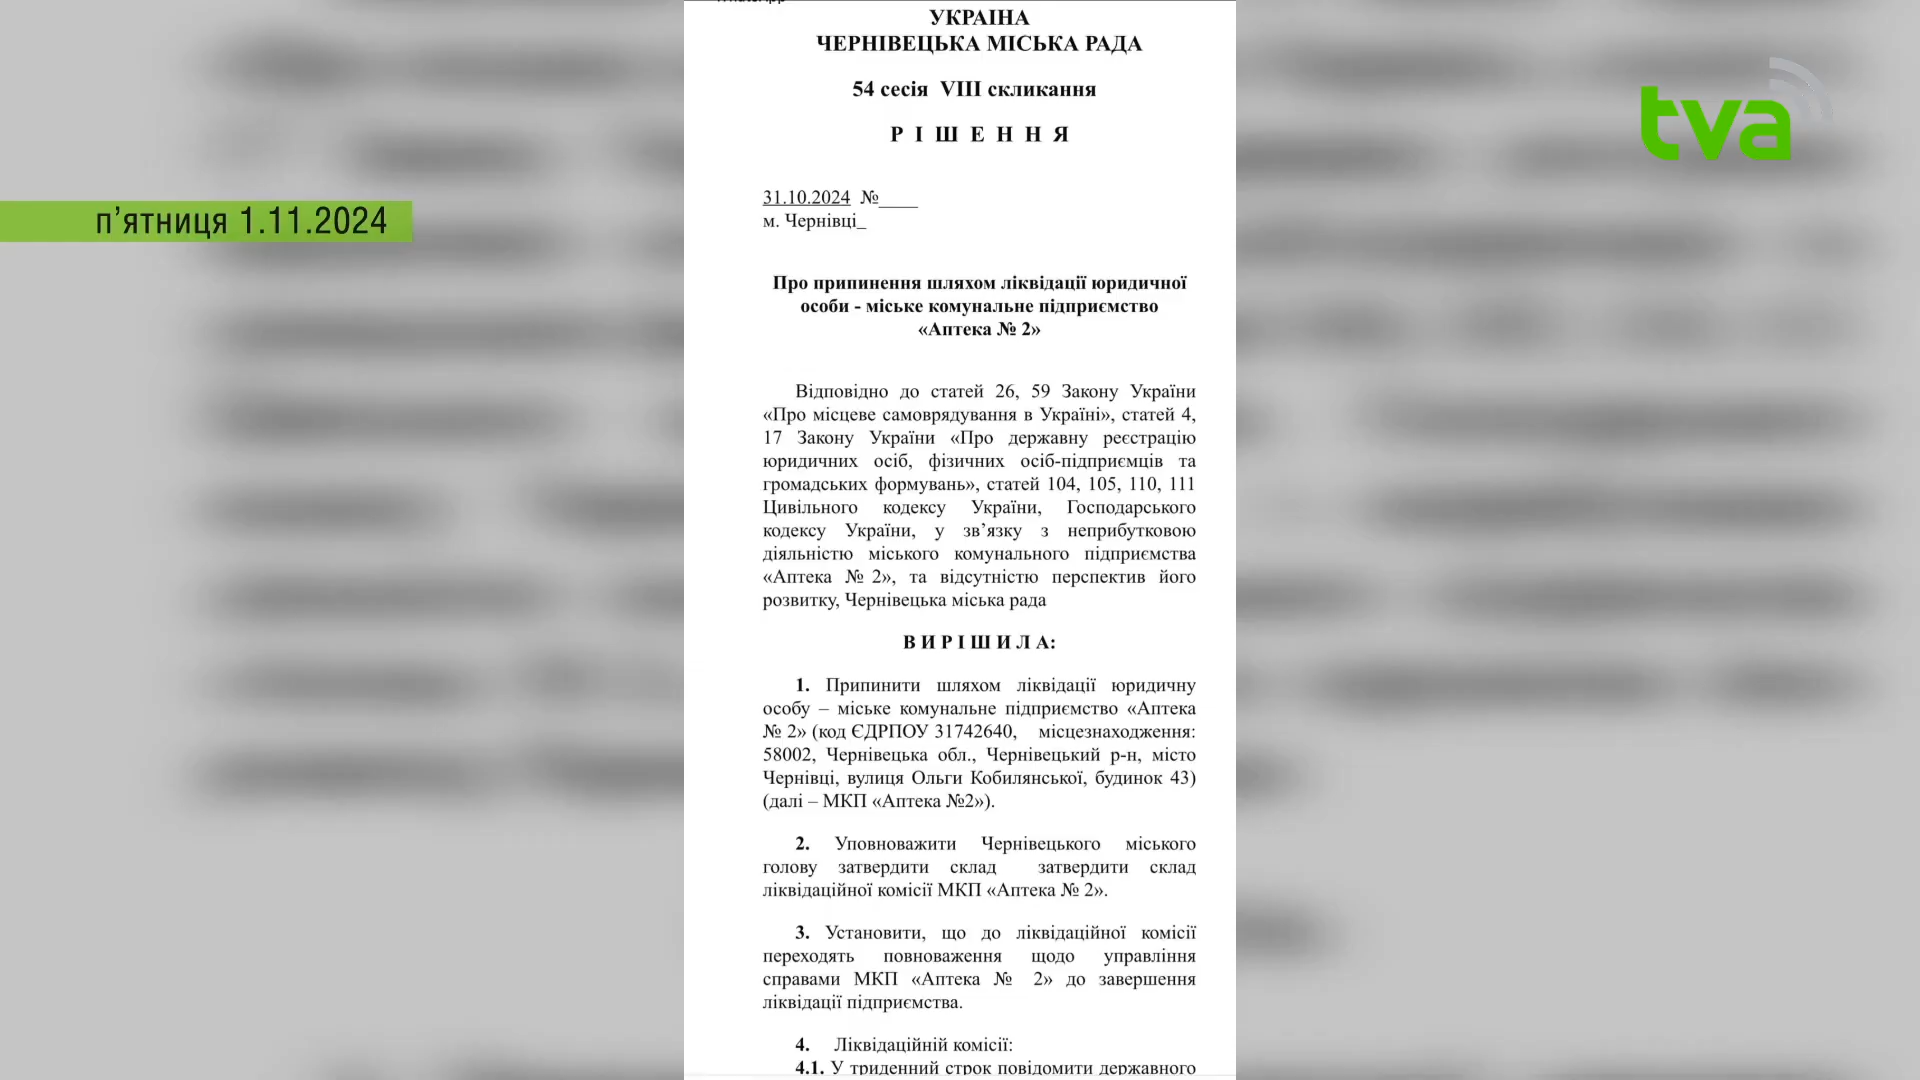 УКРАЇНА
ЧЕРНІВЕЦЬКА МІСЬКА РАДА
54 сесія VIII скликання
Р І Ш Е Н Н Я
31.10.2024 №____
м. Чернівці_
Про припинення шляхом ліквідації юридичної
особи - міське комунальне підприємство
«Аптека № 2»
Відповідно до статей 26, 59 Закону України
«Про місцеве самоврядування в Україні», статей 4,
17 Закону України «Про державну реєстрацію
юридичних осіб, фізичних осіб-підприємців та
громадських формувань», статей 104, 105, 110, 111
Цивільного кодексу України, Господарського
кодексу України, у зв’язку з неприбутковою
діяльністю міського комунального підприємства
«Аптека № 2», та відсутністю перспектив його
розвитку, Чернівецька міська рада
В И Р І Ш И Л А:
1. Припинити шляхом ліквідації юридичну
особу – міське комунальне підприємство «Аптека
№ 2» (код ЄДРПОУ 31742640, місцезнаходження:
58002, Чернівецька обл., Чернівецький р-н, місто
Чернівці, вулиця Ольги Кобилянської, будинок 43)
(далі – МКП «Аптека №2»).
2. Уповноважити Чернівецького міського
голову затвердити склад затвердити склад
ліквідаційної комісії МКП «Аптека № 2».
3. Установити, що до ліквідаційної комісії
переходять повноваження щодо управління
справами МКП «Аптека № 2» до завершення
ліквідації підприємства.
4. Ліквідаційній комісії:
4.1. У триденний строк повідомити державного
п’ятниця 1.11.2024
tva